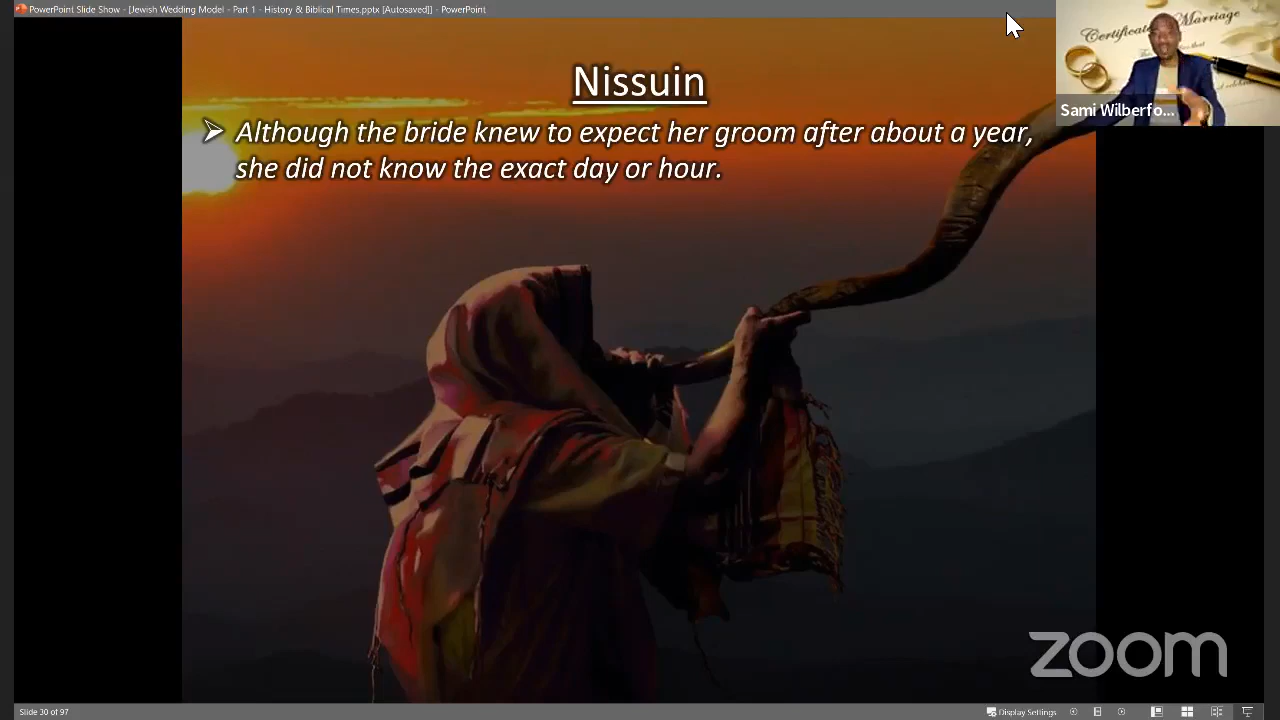 PowerPoint Slide Show - [Jewish Wedding Model - Part 1 - History & Biblical Times.pptx [Autosaved]] - PowerPoint
Certificate Marriage
Sami Wilberfo...
Nissuin
➢ Although the bride knew to expect her groom after about a year,
she did not know the exact day or hour.
zoom
Slide 30 of 97
Display Settings